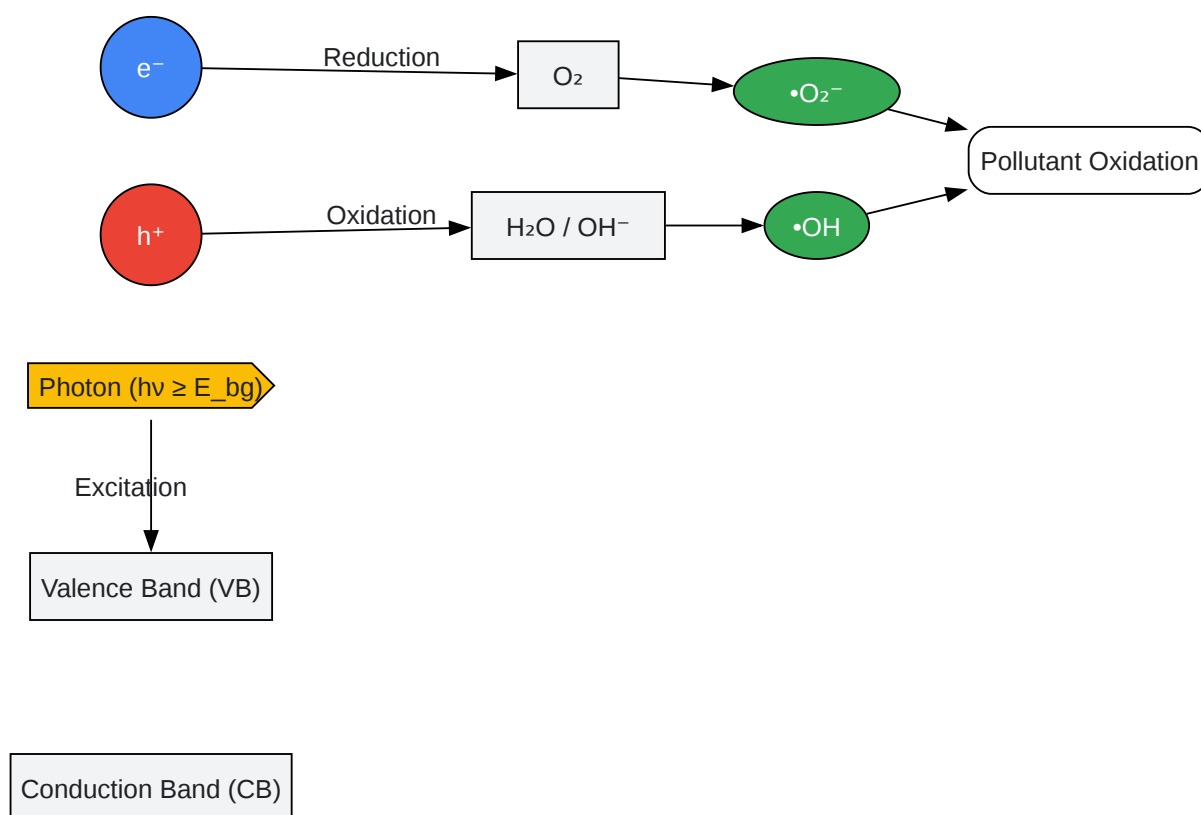 e⁻
Reduction
O₂
•O₂⁻
Pollutant Oxidation
h⁺
Oxidation
H₂O / OH⁻
•OH
Photon (hν ≥ E_bg)
Excitation
Valence Band (VB)
Conduction Band (CB)